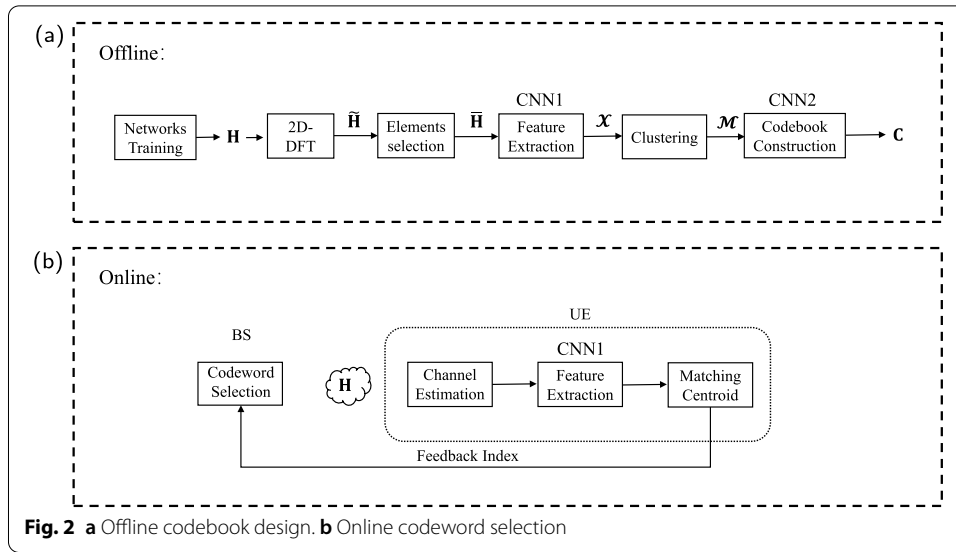 (a)
Offline:
CNN1
CNN2
Networks
Training
H
2D-
DFT
H̃
Elements
selection
H̄
Feature
Extraction
𝒳
Clustering
ℳ
Codebook
Construction
C
(b)
Online:
UE
BS
CNN1
Codeword
Selection
H
Channel
Estimation
Feature
Extraction
Matching
Centroid
Feedback Index
Fig. 2 a Offline codebook design. b Online codeword selection